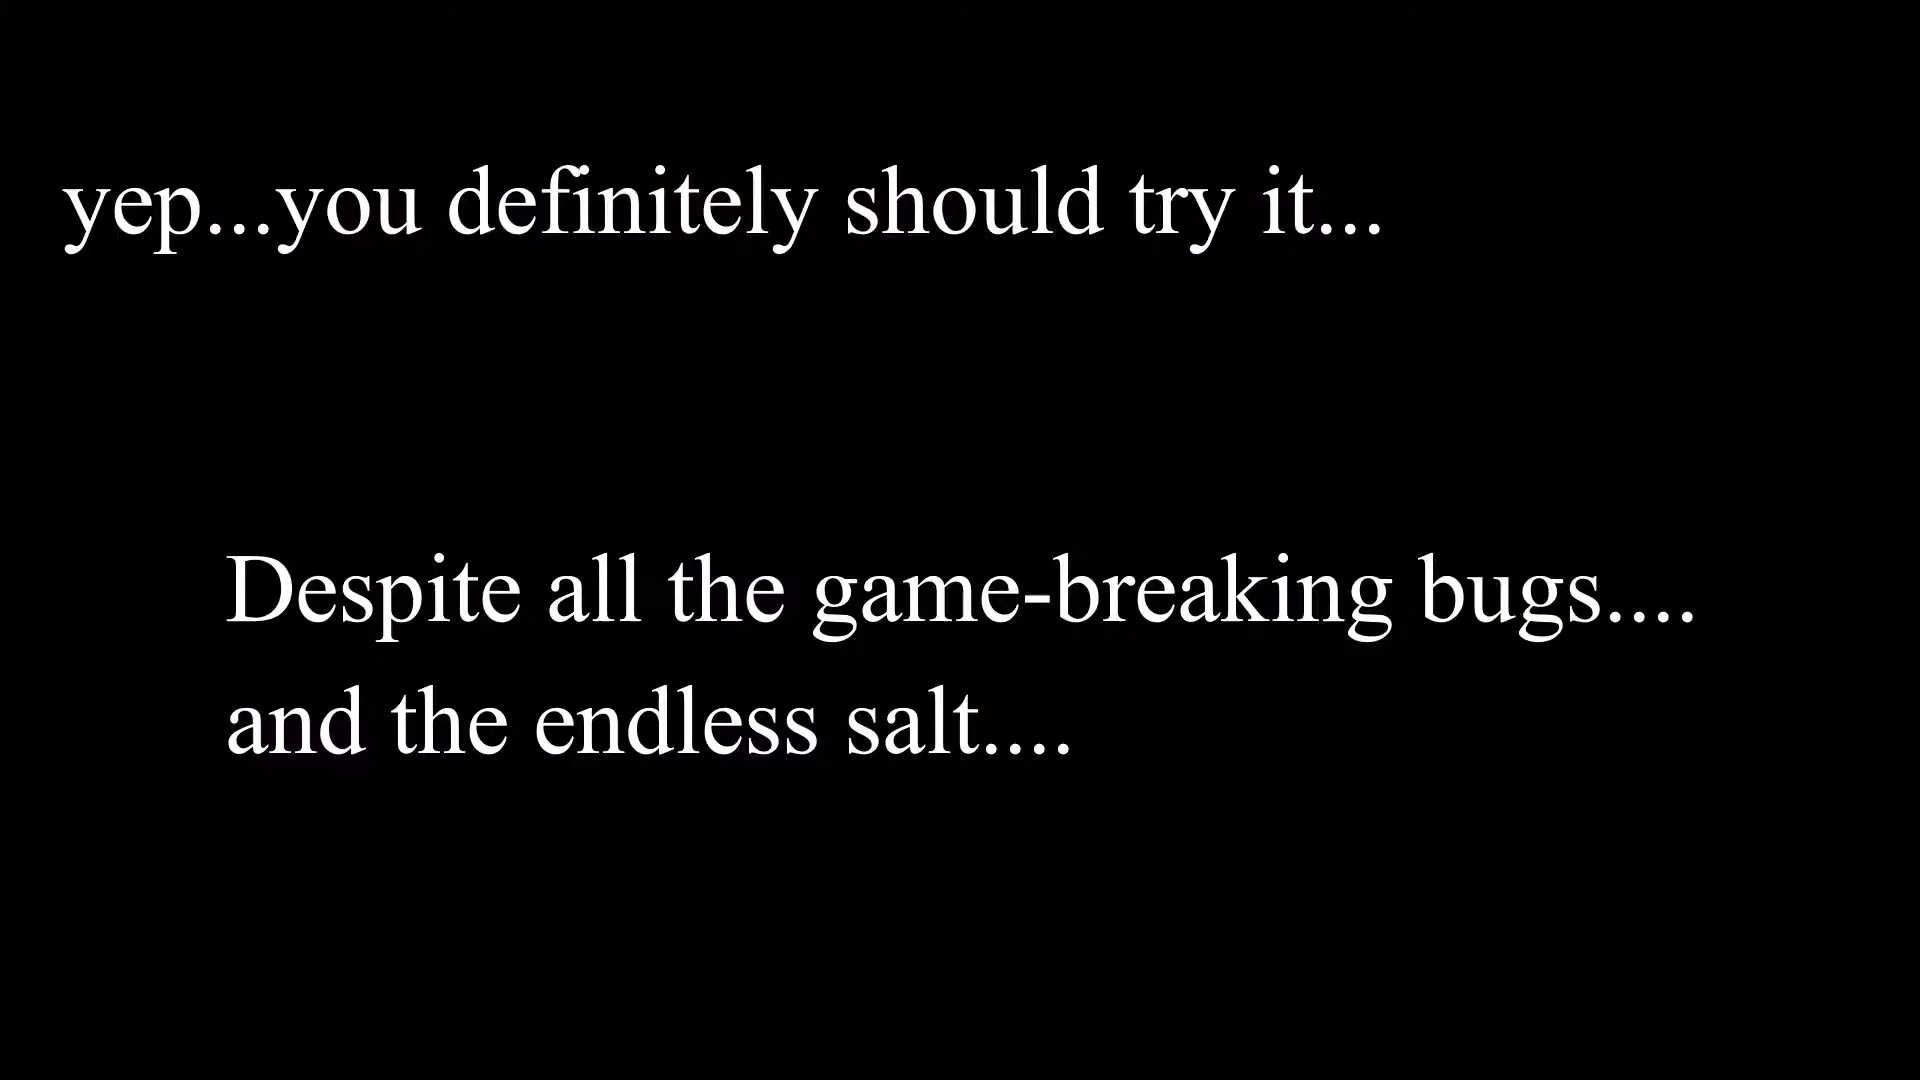 yep...you definitely should try it...
Despite all the game-breaking bugs....
and the endless salt....